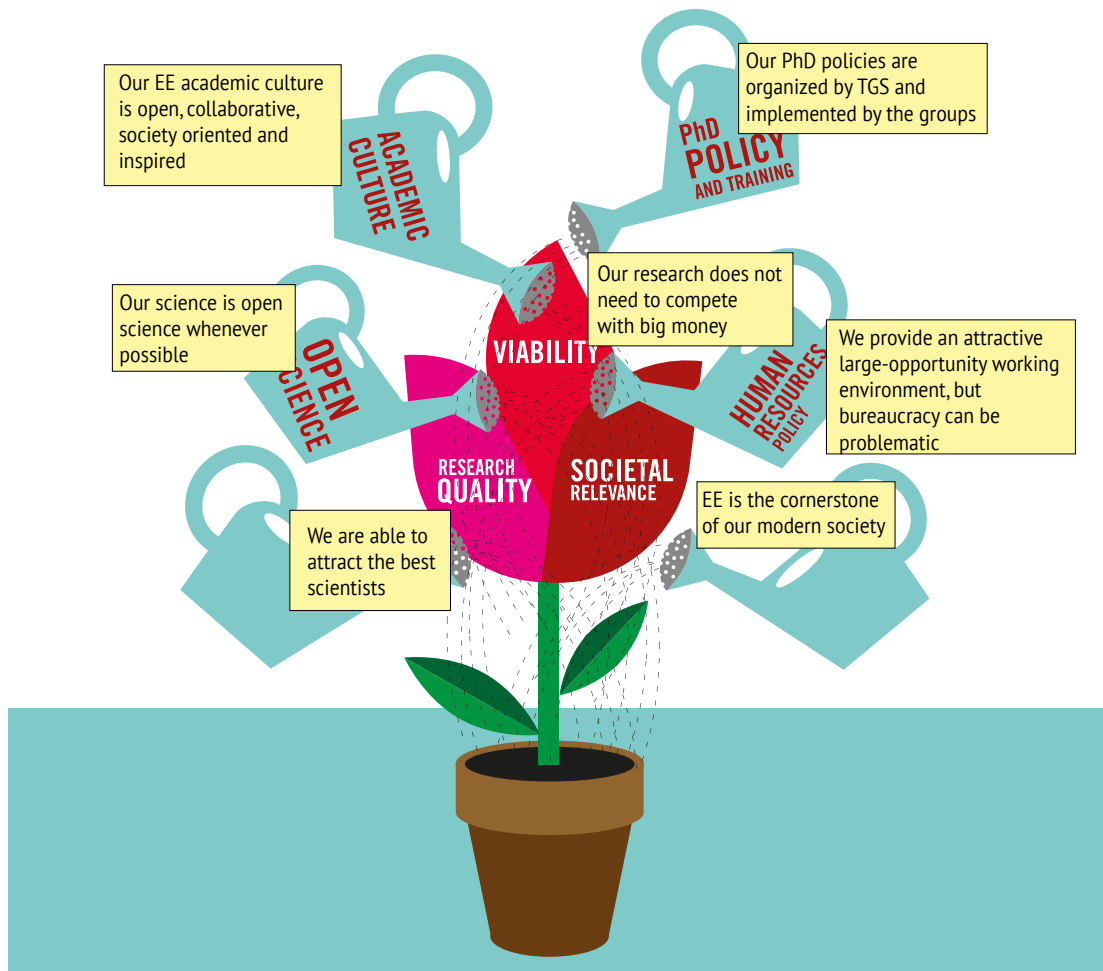 Our EE academic culture
is open, collaborative,
society oriented and
inspired
ACADEMIC
CULTURE
Our PhD policies are
organized by TGS and
implemented by the groups
PhD
POLICY
AND TRAINING
Our science is open
science whenever
possible
OPEN
SCIENCE
Our research does not
need to compete
with big money
VIABILITY
We provide an attractive
large-opportunity working
environment, but
bureaucracy can be
problematic
HUMAN
RESOURCES
POLICY
RESEARCH
QUALITY
SOCIETAL
RELEVANCE
We are able to
attract the best
scientists
EE is the cornerstone
of our modern society